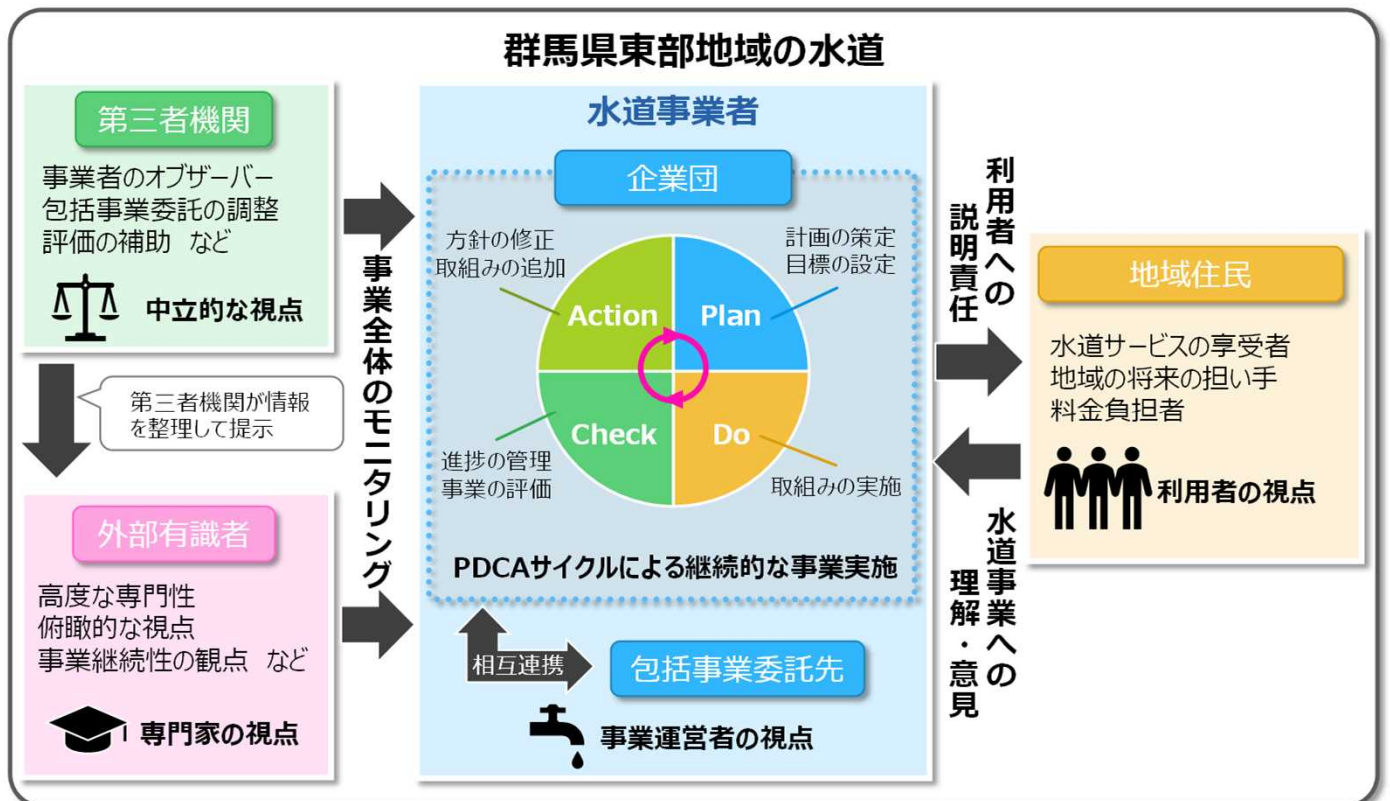 群馬県東部地域の水道
第三者機関
事業者のオブザーバー
包括事業委託の調整
評価の補助 など
中立的な視点
第三者機関が情報
を整理して提示
外部有識者
高度な専門性
俯瞰的な視点
事業継続性の観点 など
専門家の視点
事業全体のモニタリング
水道事業者
企業団
方針の修正
取組みの追加
計画の策定
目標の設定
Action
Plan
Check
Do
進捗の管理
事業の評価
取組みの実施
PDCAサイクルによる継続的な事業実施
相互連携
包括事業委託先
事業運営者の視点
利用者への
説明責任
水道事業への
理解・意見
地域住民
水道サービスの享受者
地域の将来の担い手
料金負担者
利用者の視点